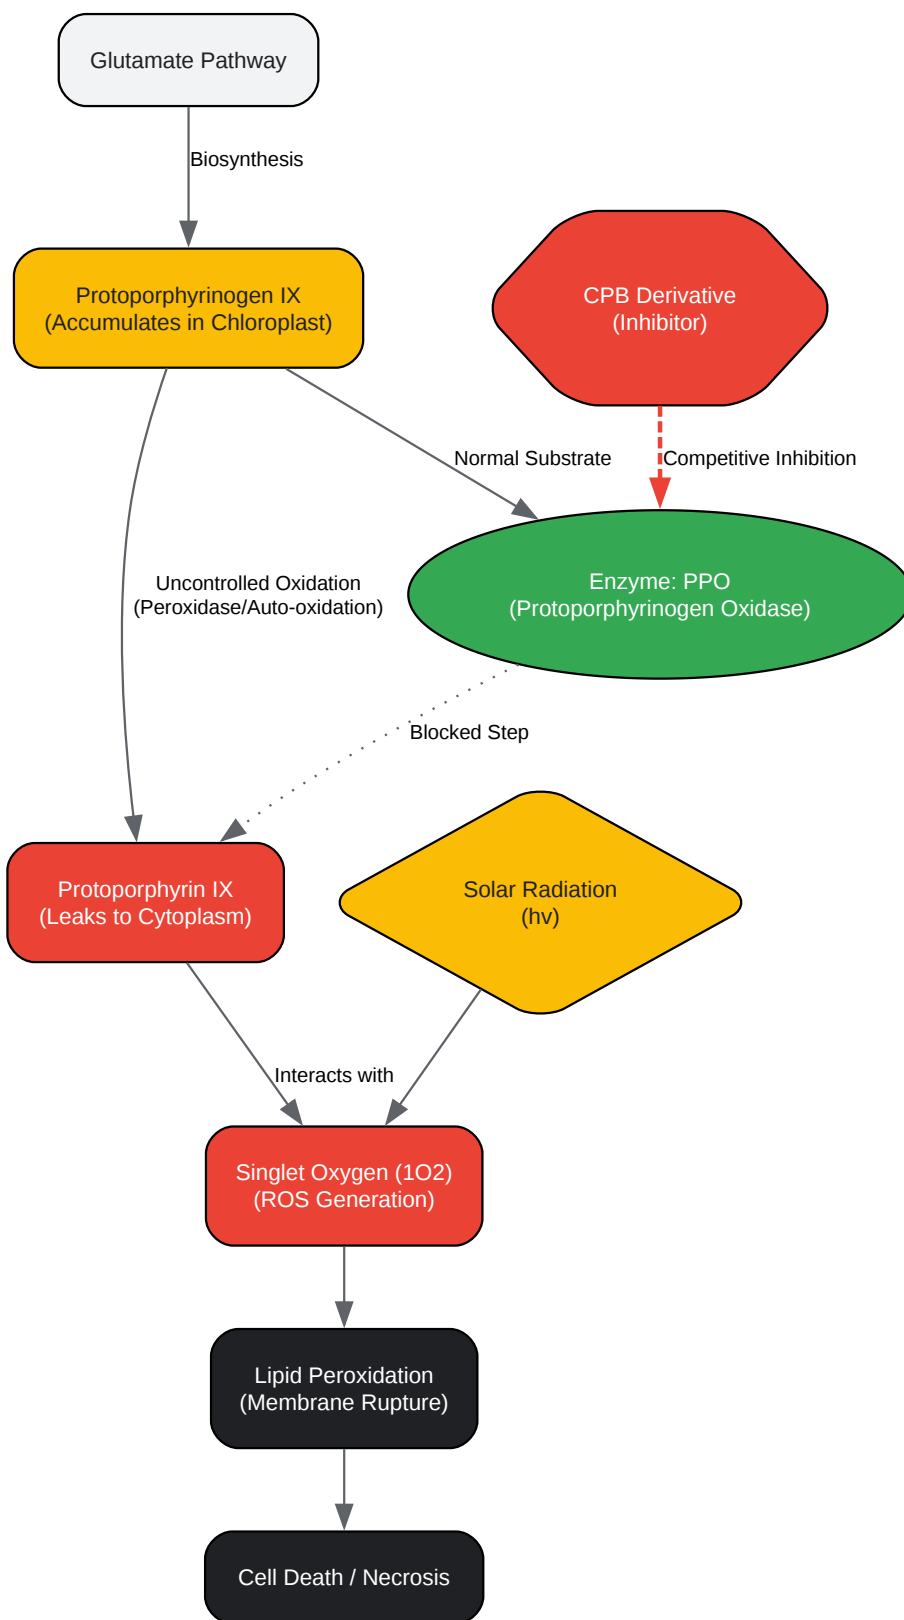 Glutamate Pathway
Biosynthesis
Protoporphyrinogen IX
(Accumulates in Chloroplast)
CPB Derivative
(Inhibitor)
Normal Substrate
Competitive Inhibition
Uncontrolled Oxidation
(Peroxidase/Auto-oxidation)
Enzyme: PPO
(Protoporphyrinogen Oxidase)
Blocked Step
Protoporphyrin IX
(Leaks to Cytoplasm)
Solar Radiation
(hv)
Interacts with
Singlet Oxygen (1O2)
(ROS Generation)
Lipid Peroxidation
(Membrane Rupture)
Cell Death / Necrosis